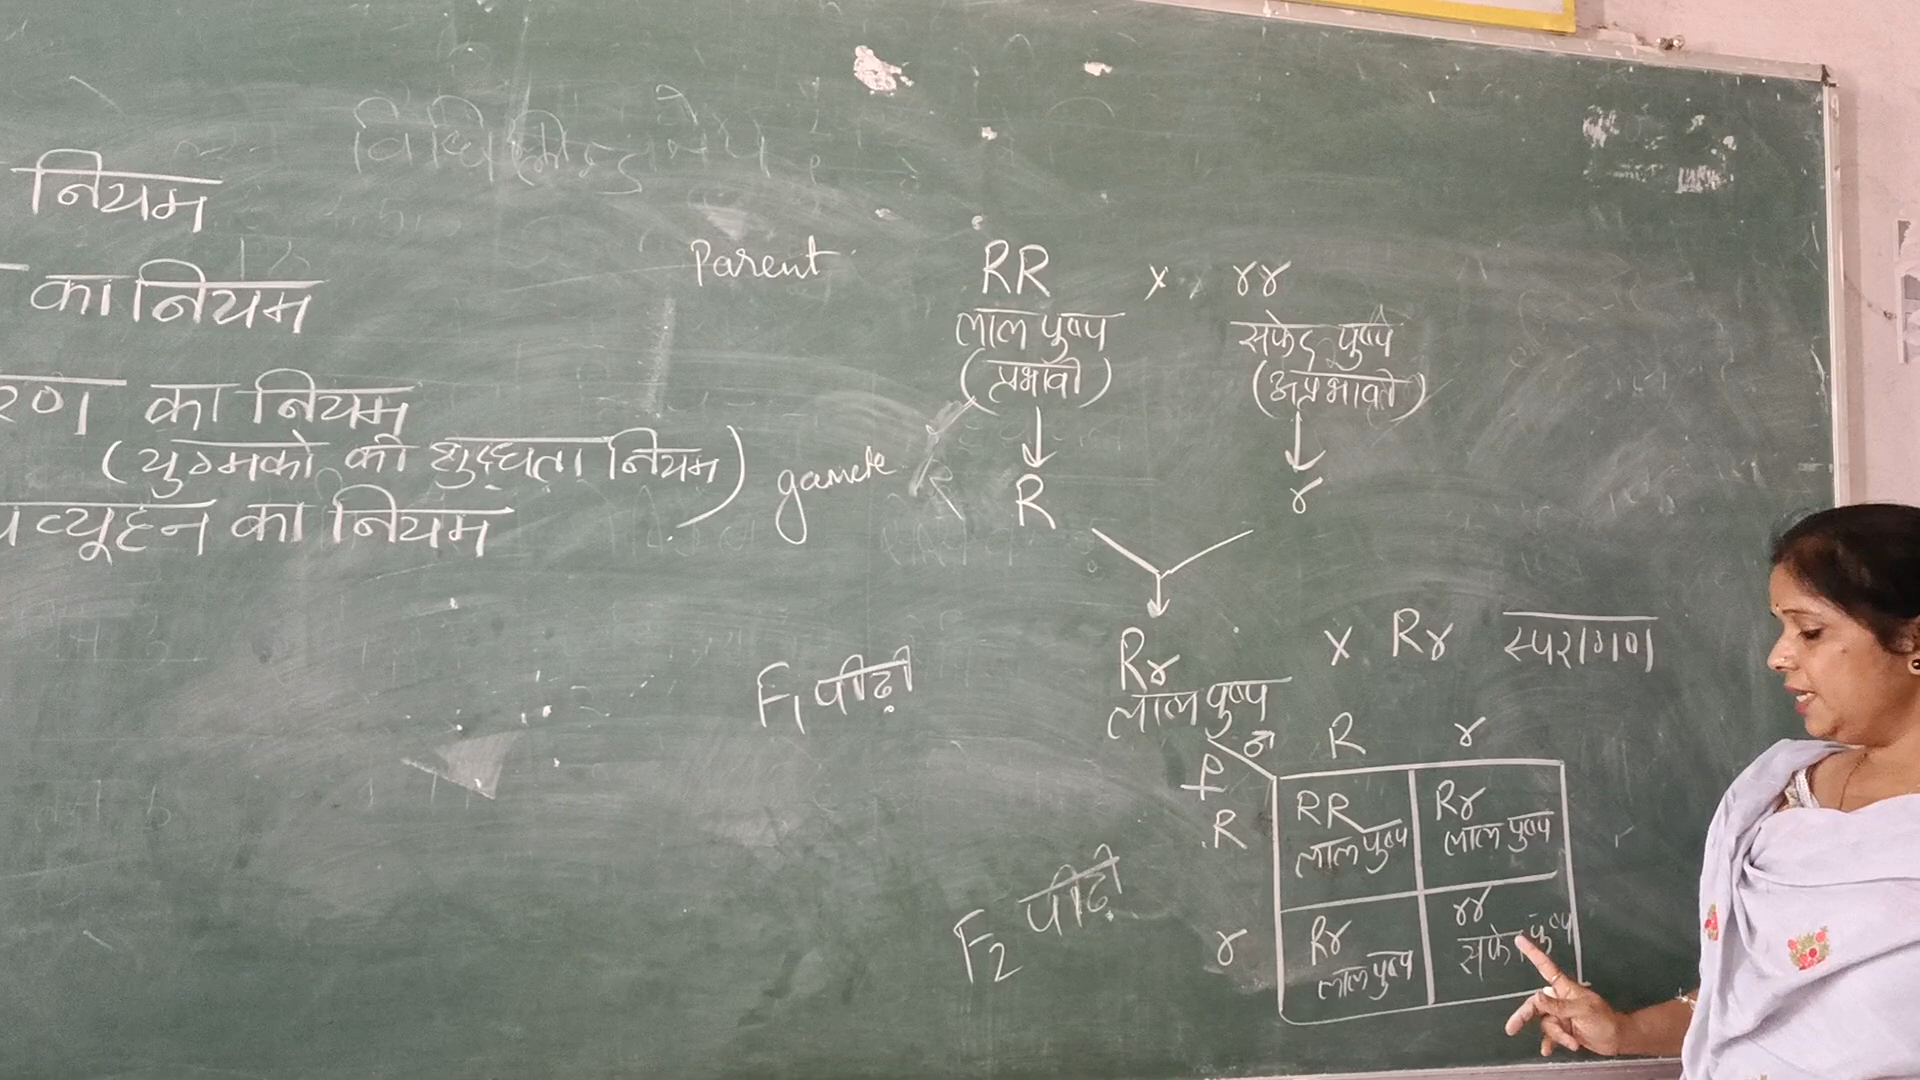 नियम
का नियम
रण का नियम
(युग्मको की शुद्धता नियम)
व्यूहन का नियम
Parent RR x rr
लाल पुष्प सफेद पुष्प
(प्रभावी) (अप्रभावी)
gamete R r
F1 पीढ़ी Rr x Rr स्परागण
लाल पुष्प
R r
R RR Rr
लाल पुष्प लाल पुष्प
F2 पीढ़ी
r Rr rr
लाल पुष्प सफेद पुष्प